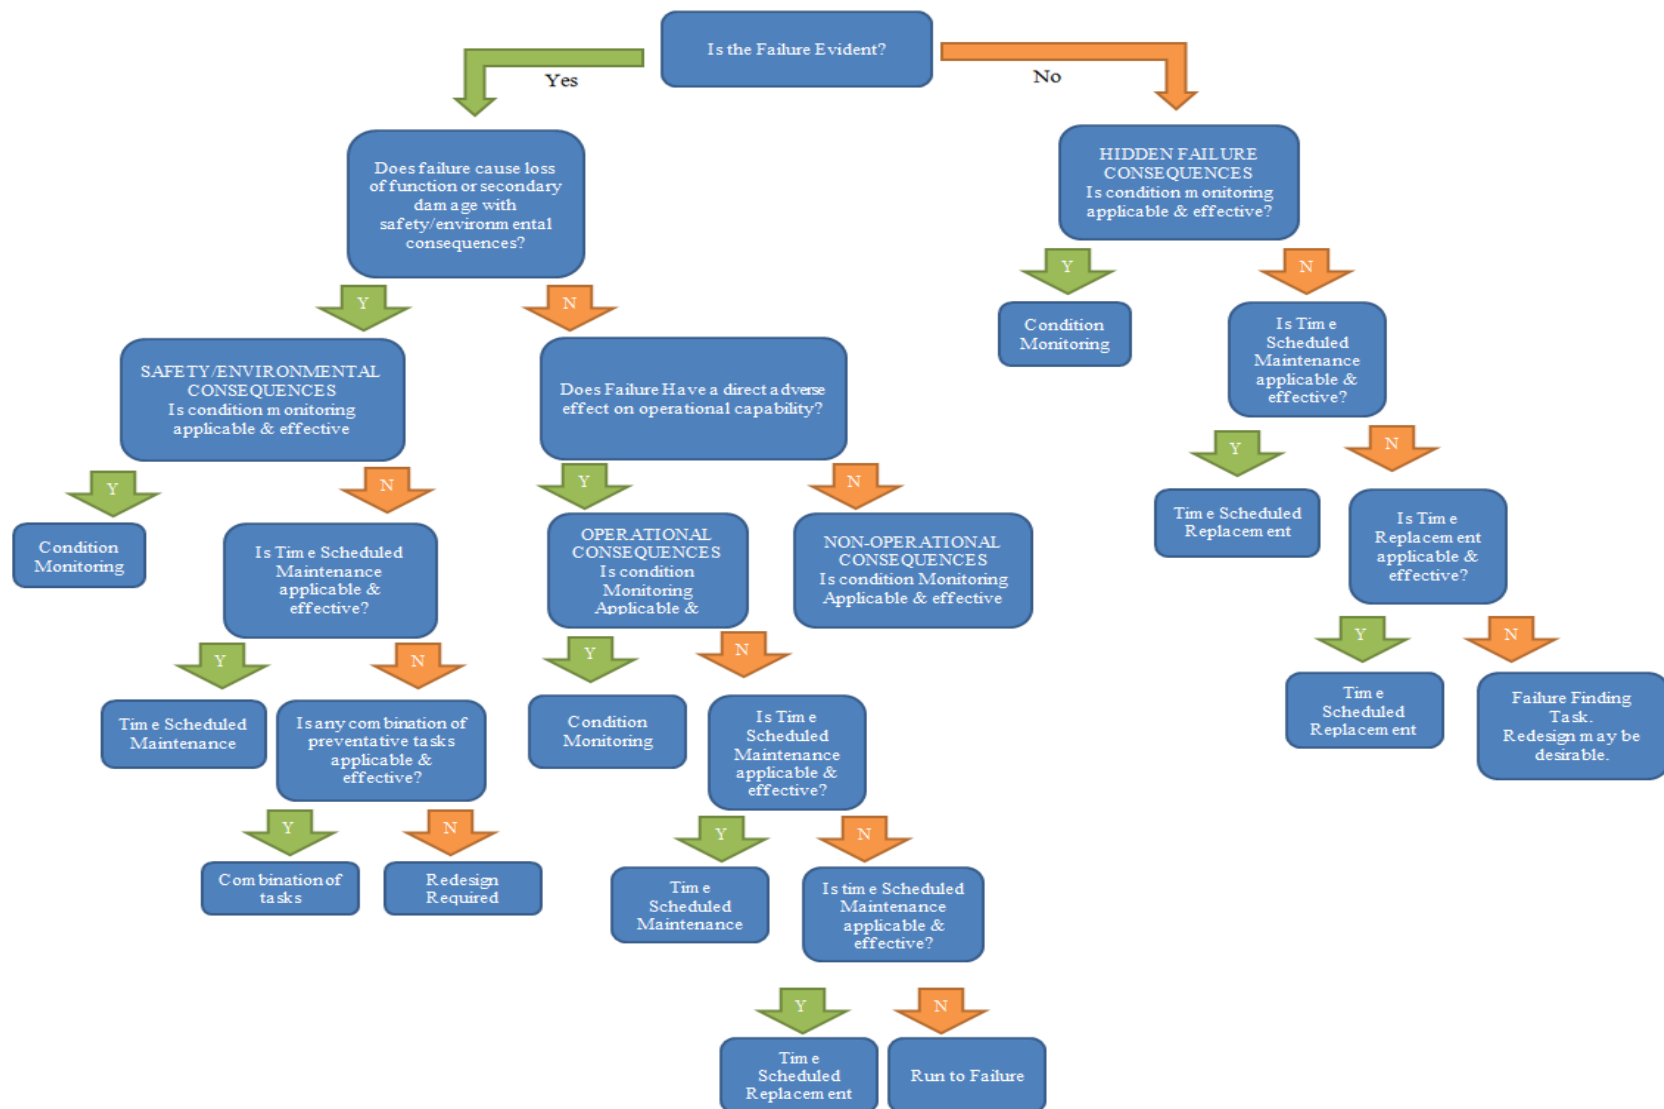 Is the Failure Evident?
Yes
No
Does failure cause loss
of function or secondary
damage with
safety/environmental
consequences?
HIDDEN FAILURE
CONSEQUENCES
Is condition monitoring
applicable & effective?
Y
N
Y
N
SAFETY/ENVIRONMENTAL
CONSEQUENCES
Is condition monitoring
applicable & effective
Does Failure Have a direct adverse
effect on operational capability?
Condition
Monitoring
Is Time
Scheduled
Maintenance
applicable &
effective?
Y
N
Y
N
Y
N
Condition
Monitoring
Is Time Scheduled
Maintenance
applicable &
effective?
OPERATIONAL
CONSEQUENCES
Is condition
Monitoring
Applicable &
NON-OPERATIONAL
CONSEQUENCES
Is condition Monitoring
Applicable & effective
Time Scheduled
Replacement
Is Time
Replacement
applicable &
effective?
Y
N
Y
N
Y
N
Time Scheduled
Maintenance
Is any combination of
preventative tasks
applicable &
effective?
Condition
Monitoring
Is Time
Scheduled
Maintenance
applicable &
effective?
Time
Scheduled
Replacement
Failure Finding
Task.
Redesign may be
desirable.
Y
N
Y
N
Combination of
tasks
Redesign
Required
Time
Scheduled
Maintenance
Is time Scheduled
Maintenance
applicable &
effective?
Y
N
Time
Scheduled
Replacement
Run to Failure